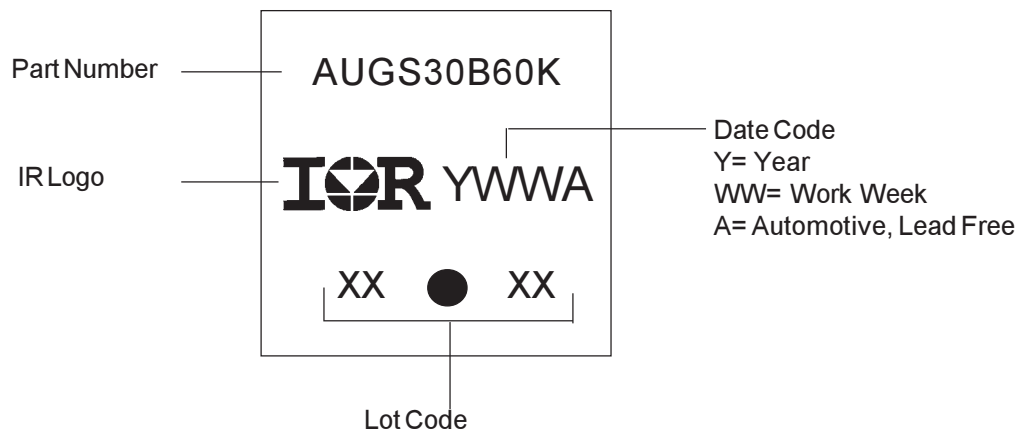 Part Number
AUGS30B60K
IR Logo
IOR YWWA
Date Code
Y= Year
WW= Work Week
A= Automotive, Lead Free
XX XX
Lot Code